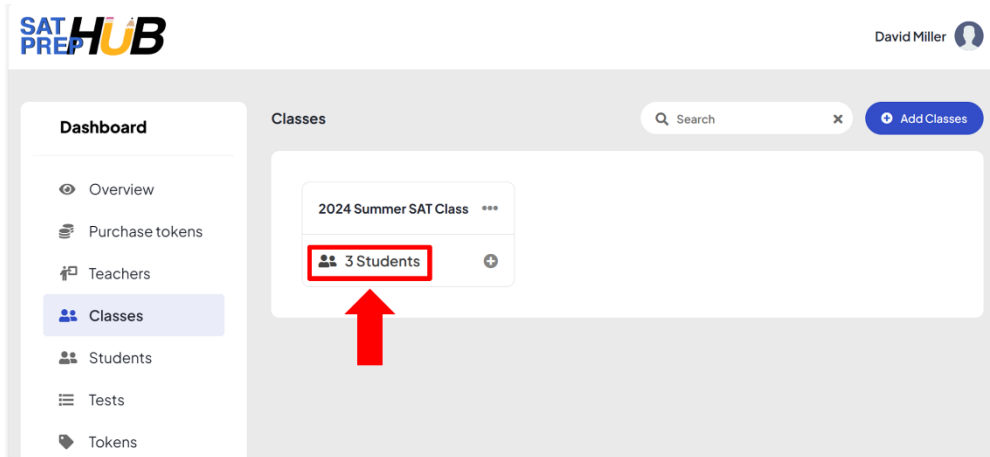 SAT
PREP HUB
David Miller
Dashboard
Overview
Purchase tokens
Teachers
Classes
Students
Tests
Tokens
Classes
Search
Add Classes
2024 Summer SAT Class
3 Students